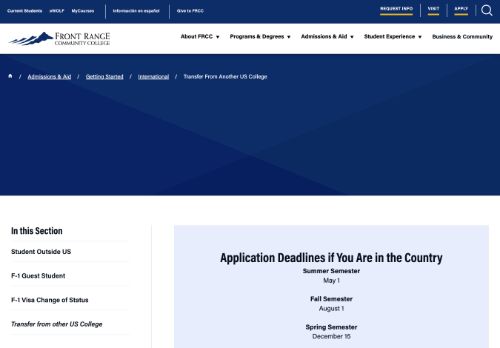 Current Students eWOLF MyCourses Información en español Give to FRCC REQUEST INFO VISIT APPLY
FRONT RANGE
COMMUNITY COLLEGE
About FRCC ▼ Programs & Degrees ▼ Admissions & Aid ▼ Student Experience ▼ Business & Community
/ Admissions & Aid / Getting Started / International / Transfer From Another US College
In this Section
Student Outside US
F-1 Guest Student
F-1 Visa Change of Status
Transfer from other US College
Application Deadlines if You Are in the Country
Summer Semester
May 1
Fall Semester
August 1
Spring Semester
December 15